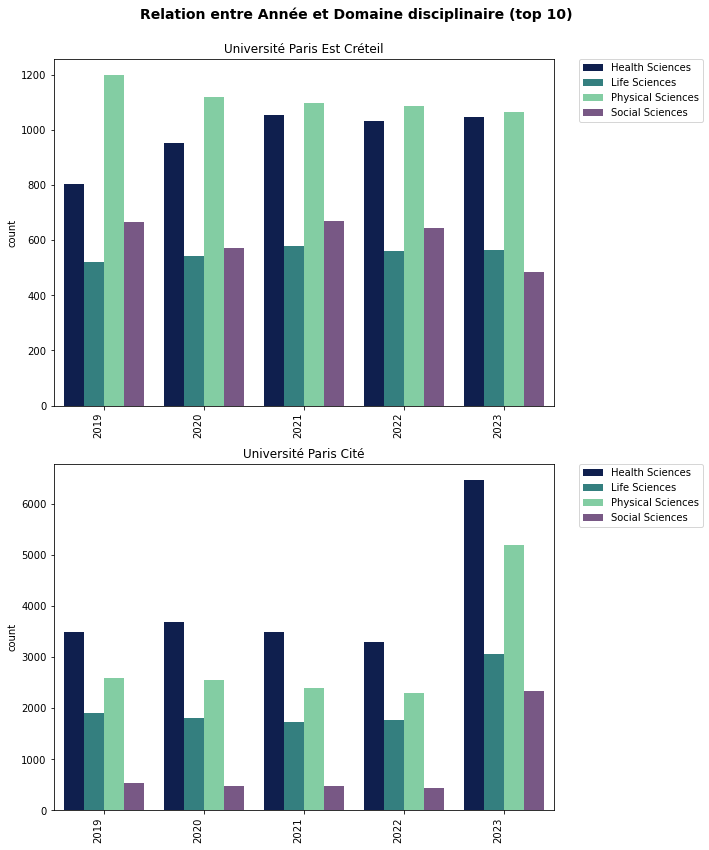 Relation entre Année et Domaine disciplinaire (top 10)
Université Paris Est Créteil
Health Sciences
Life Sciences
Physical Sciences
Social Sciences
1200
1000
800
600
400
200
0
count
2019
2020
2021
2022
2023
Université Paris Cité
Health Sciences
Life Sciences
Physical Sciences
Social Sciences
6000
5000
4000
3000
2000
1000
0
count
2019
2020
2021
2022
2023